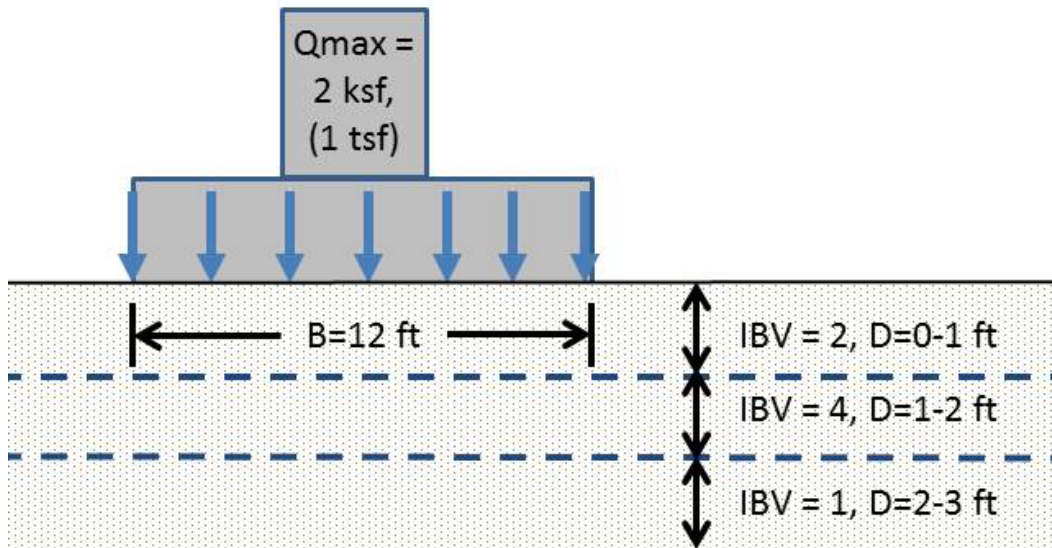 Qmax =
2 ksf,
(1 tsf)
B=12 ft
IBV = 2, D=0-1 ft
IBV = 4, D=1-2 ft
IBV = 1, D=2-3 ft